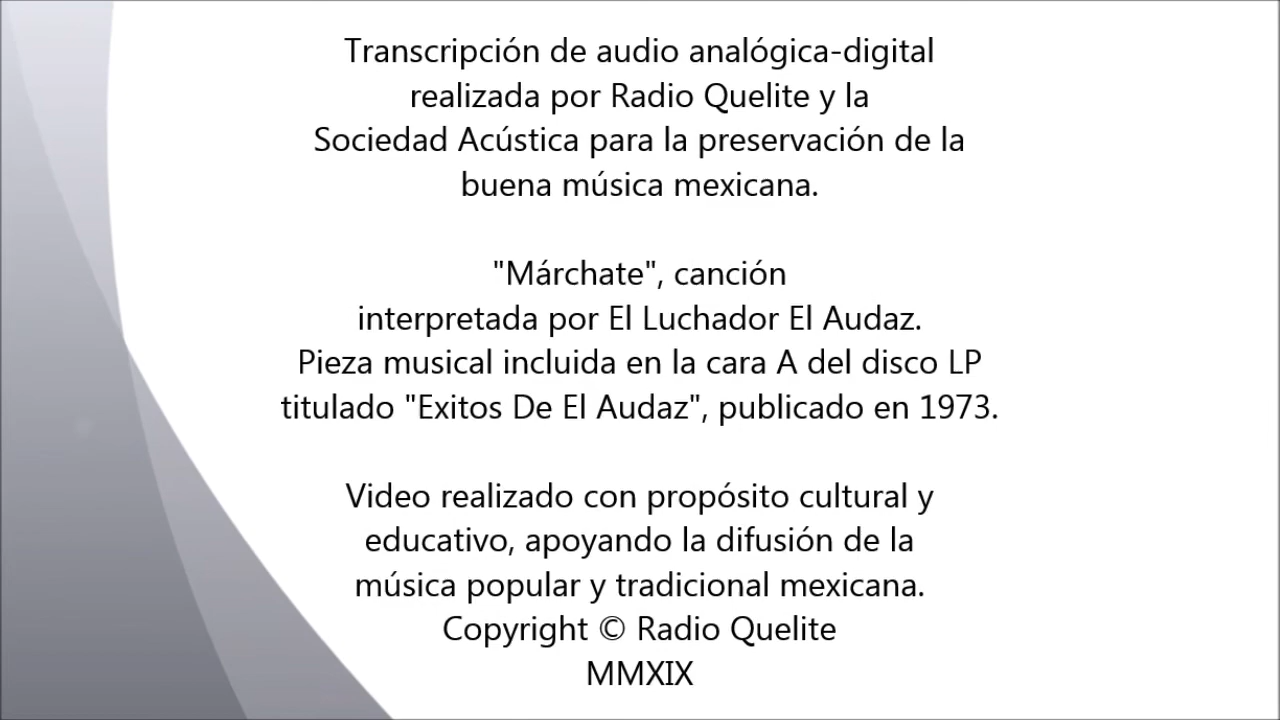 Transcripción de audio analógica-digital
realizada por Radio Quelite y la
Sociedad Acústica para la preservación de la
buena música mexicana.
"Márchate", canción
interpretada por El Luchador El Audaz.
Pieza musical incluida en la cara A del disco LP
titulado "Exitos De El Audaz", publicado en 1973.
Video realizado con propósito cultural y
educativo, apoyando la difusión de la
música popular y tradicional mexicana.
Copyright © Radio Quelite
MMXIX